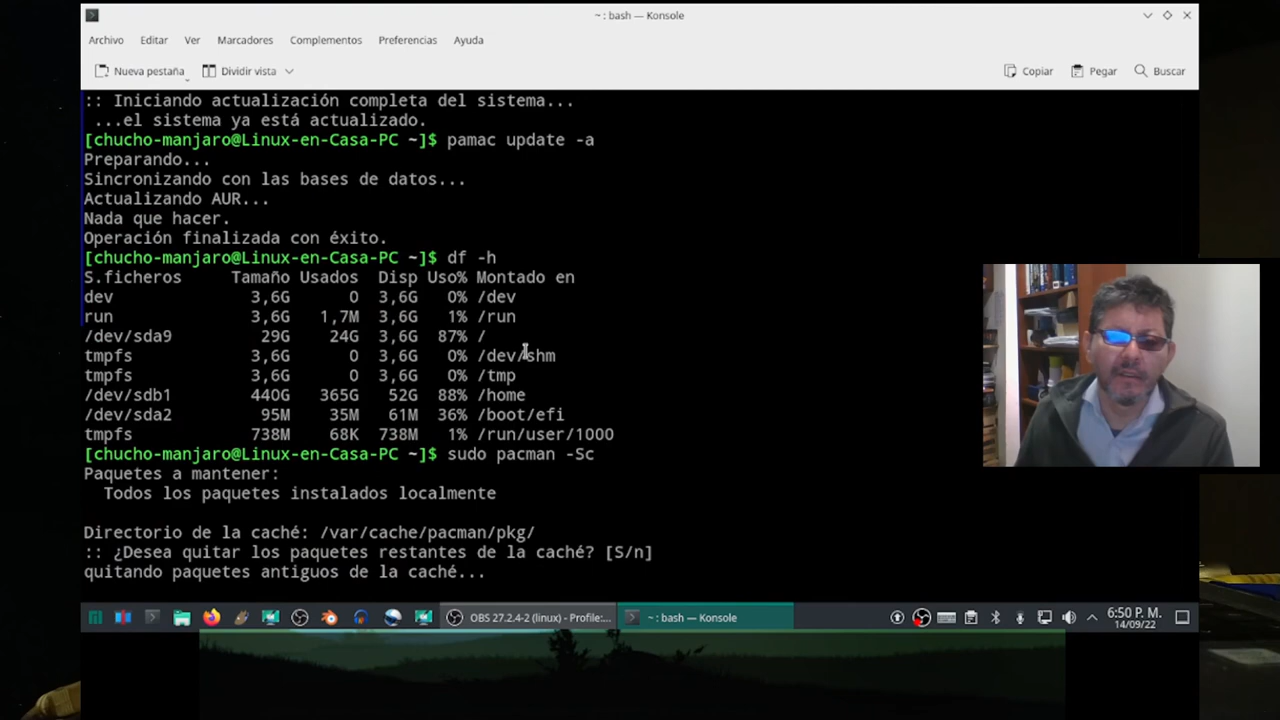 ~ : bash — Konsole
Archivo Editar Ver Marcadores Complementos Preferencias Ayuda
Nueva pestaña Dividir vista Copiar Pegar Buscar
:: Iniciando actualización completa del sistema...
...el sistema ya está actualizado.
[chucho-manjaro@Linux-en-Casa-PC ~]$ pamac update -a
Preparando...
Sincronizando con las bases de datos...
Actualizando AUR...
Nada que hacer.
Operación finalizada con éxito.
[chucho-manjaro@Linux-en-Casa-PC ~]$ df -h
S.ficheros Tamaño Usados Disp Uso% Montado en
dev 3,6G 0 3,6G 0% /dev
run 3,6G 1,7M 3,6G 1% /run
/dev/sda9 29G 24G 3,6G 87% /
tmpfs 3,6G 0 3,6G 0% /dev/shm
tmpfs 3,6G 0 3,6G 0% /tmp
/dev/sdb1 440G 365G 52G 88% /home
/dev/sda2 95M 35M 61M 36% /boot/efi
tmpfs 738M 68K 738M 1% /run/user/1000
[chucho-manjaro@Linux-en-Casa-PC ~]$ sudo pacman -Sc
Paquetes a mantener:
Todos los paquetes instalados localmente
Directorio de la caché: /var/cache/pacman/pkg/
:: ¿Desea quitar los paquetes restantes de la caché? [S/n]
quitando paquetes antiguos de la caché...
OBS 27.2.4-2 (linux) - Profile:... ~ : bash — Konsole 6:50 P. M.
14/09/22